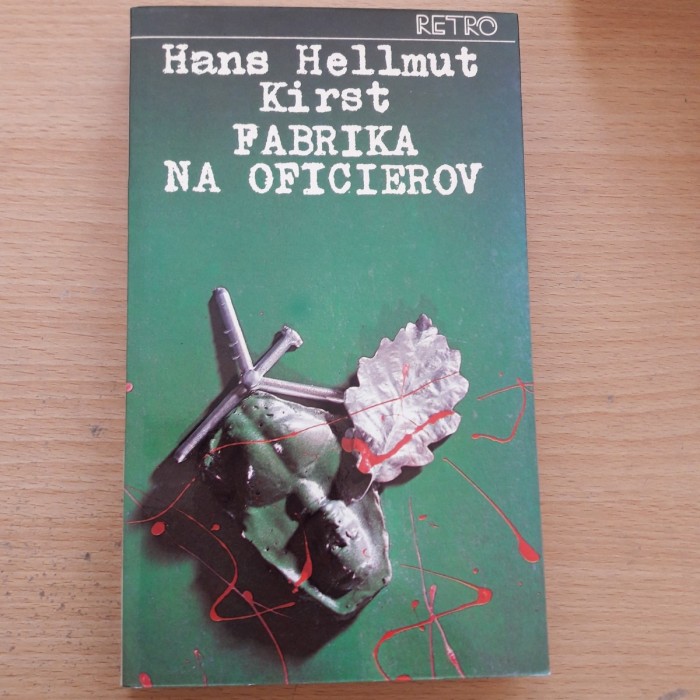 RETRO
Hans Hellmut
Kirst
FABRIKA
NA OFICIEROV